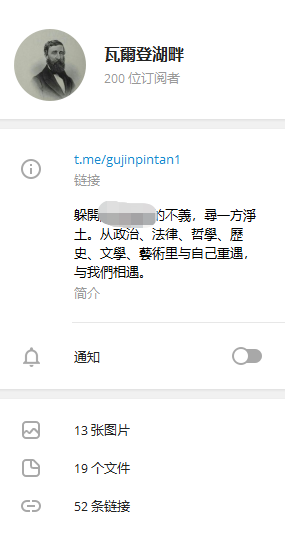 瓦爾登湖畔
200 位订阅者
t.me/gujinpintan1
链接
躲開的不義，尋一方淨
土。从政治、法律、哲學、歷
史、文學、藝術里与自己重遇，
与我們相遇。
简介
通知
13 张图片
19 个文件
52 条链接